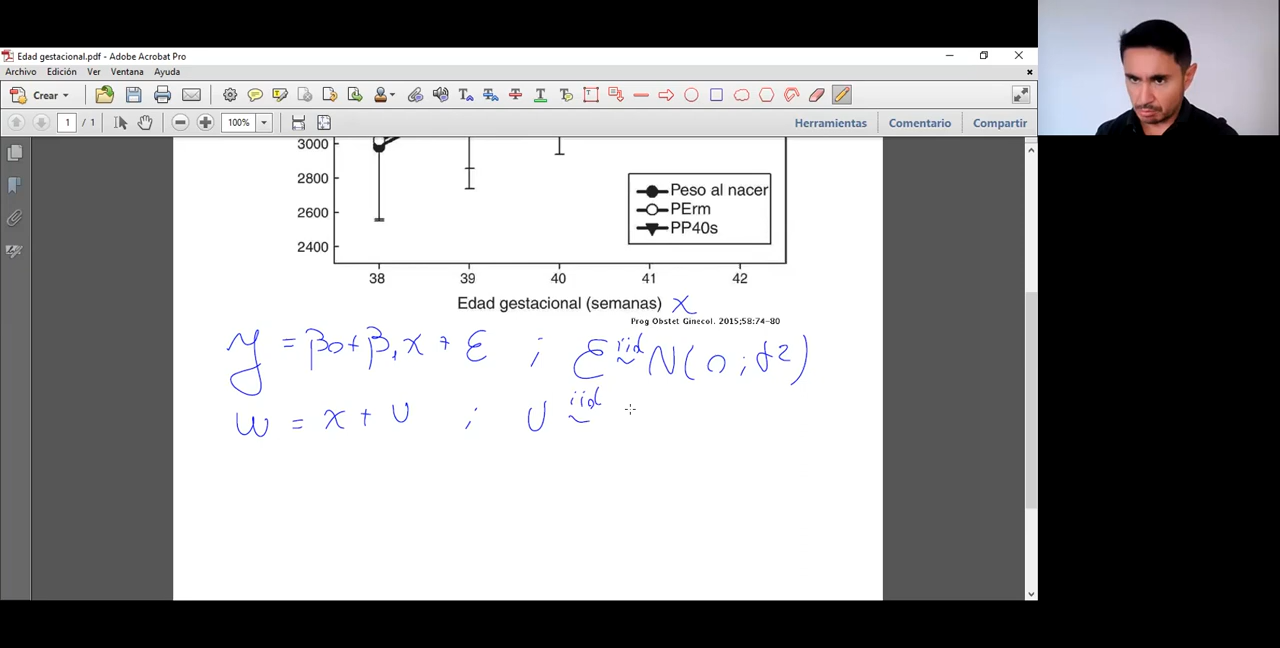 Edad gestacional.pdf - Adobe Acrobat Pro
Archivo Edición Ver Ventana Ayuda
Crear
1 / 1 100% Herramientas Comentario Compartir
3000
2800
2600
2400
Peso al nacer
PErm
PP40s
38 39 40 41 42
Edad gestacional (semanas) x
Prog Obstet Ginecol. 2015;58:74–80
y = β0 + β1 x + ε ; ε iid ~ N(0; σ²)
w = x + U ; U iid ~